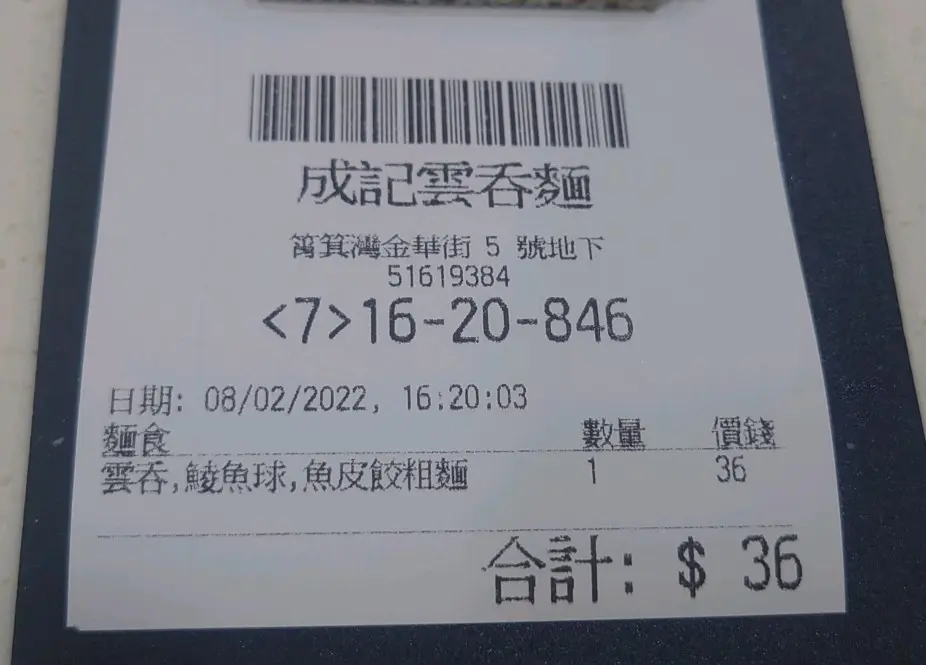 成記雲吞麵
筲箕灣金華街 5 號地下
51619384
<7>16-20-846
日期: 08/02/2022, 16:20:03
麵食 數量 價錢
雲吞,鯪魚球,魚皮餃粗麵 1 36
合計: $ 36